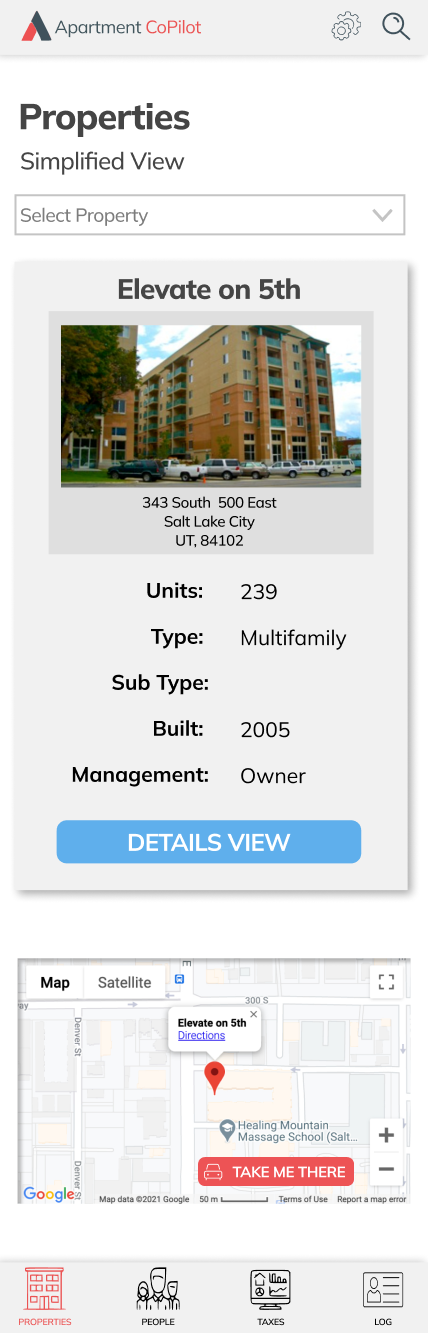 Apartment CoPilot
Properties
Simplified View
Select Property
Elevate on 5th
343 South 500 East
Salt Lake City
UT, 84102
Units: 239
Type: Multifamily
Sub Type:
Built: 2005
Management: Owner
DETAILS VIEW
Map Satellite
E
way
300 S
Denver St
Elevate on 5th
Directions
Healing Mountain
Massage School (Salt...
Denver St
TAKE ME THERE
Google
Map data ©2021 Google 50 m Terms of Use Report a map error
PROPERTIES PEOPLE TAXES LOG